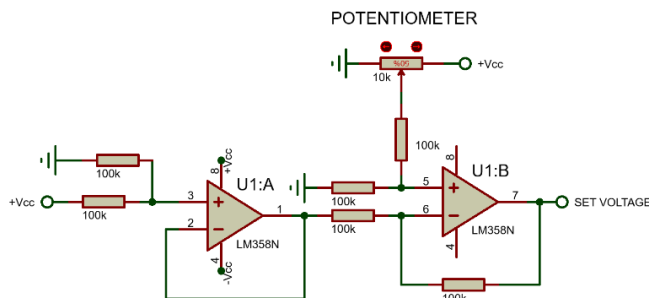 POTENTIOMETER
10k
+Vcc
100k
100k
8
+Vcc
U1:A
100k
8
U1:B
+Vcc
100k
3
2
1
LM358N
4
-Vcc
100k
5
6
7
SET VOLTAGE
LM358N
4
100k